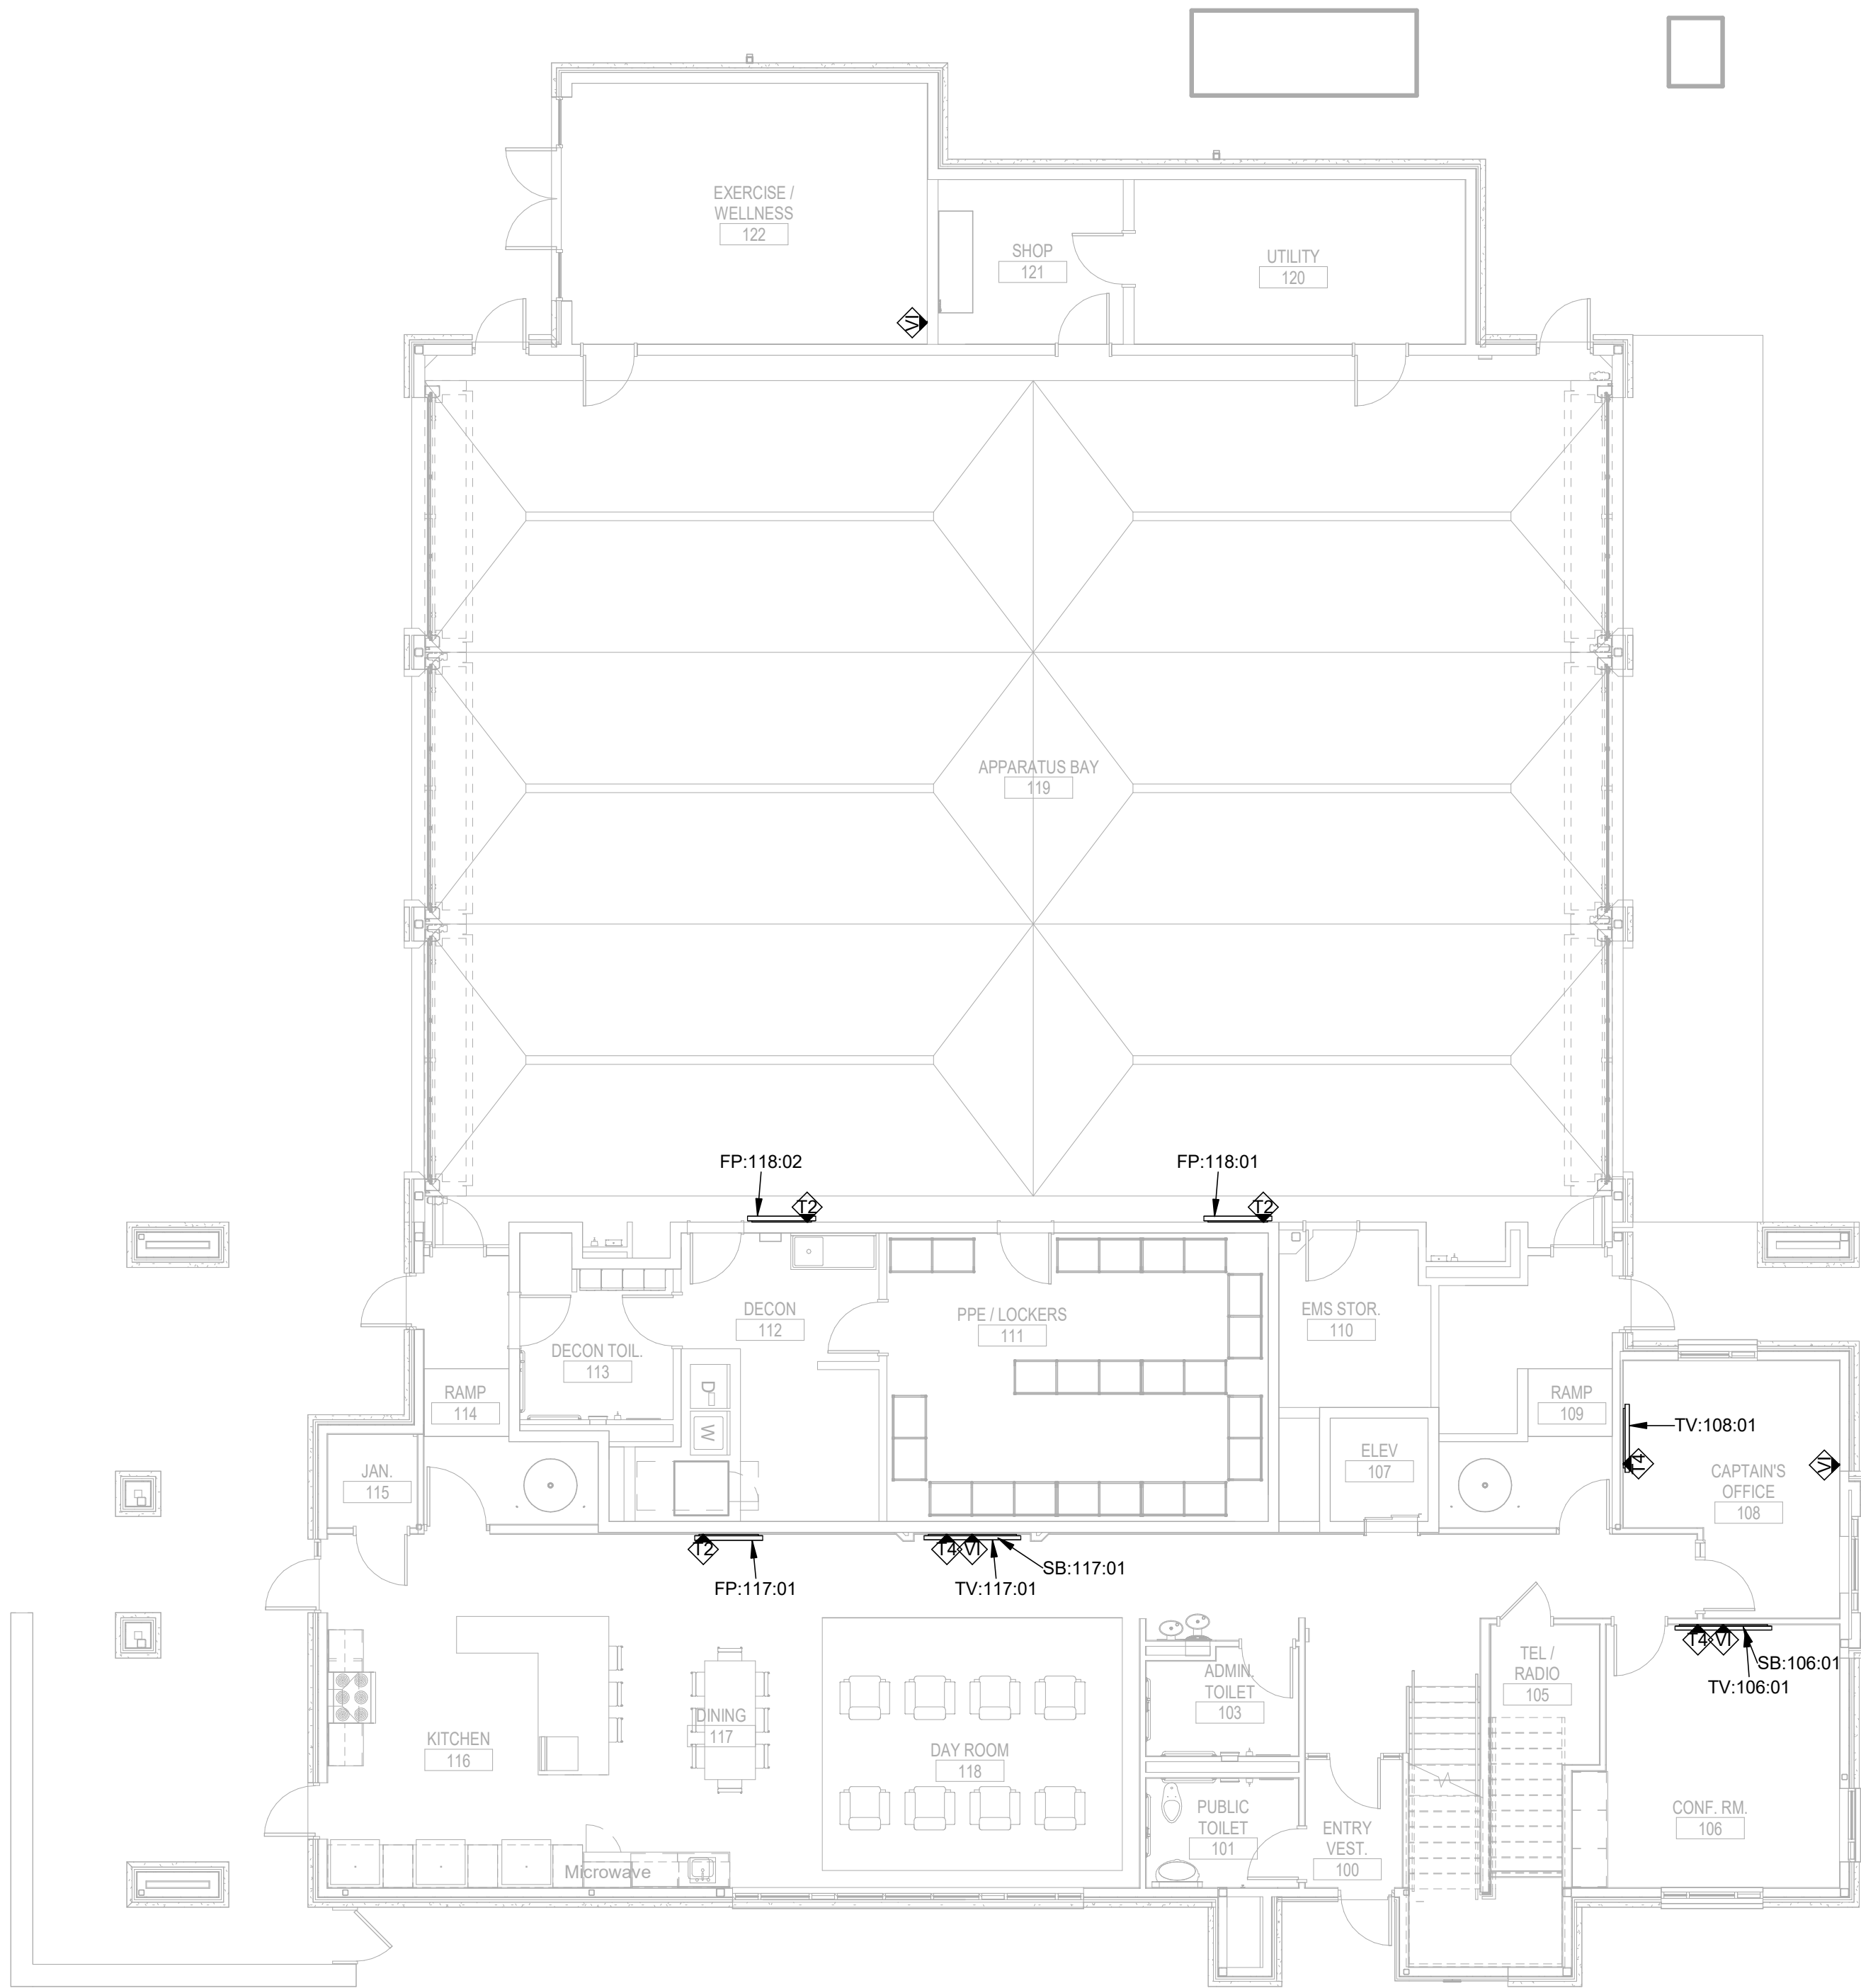 EXERCISE /
WELLNESS
122
SHOP
121
UTILITY
120
VI
APPARATUS BAY
119
FP:118:02
FP:118:01
T2
T2
DECON
112
PPE / LOCKERS
111
EMS STOR.
110
DECON TOIL.
113
RAMP
114
D
W
RAMP
109
TV:108:01
T4
VI
CAPTAIN'S
OFFICE
108
ELEV
107
JAN.
115
T2
T4
VI
FP:117:01
TV:117:01
SB:117:01
T4
VI
SB:106:01
TV:106:01
TEL /
RADIO
105
ADMIN.
TOILET
103
DINING
117
KITCHEN
116
DAY ROOM
118
PUBLIC
TOILET
101
ENTRY
VEST.
100
CONF. RM.
106
Microwave